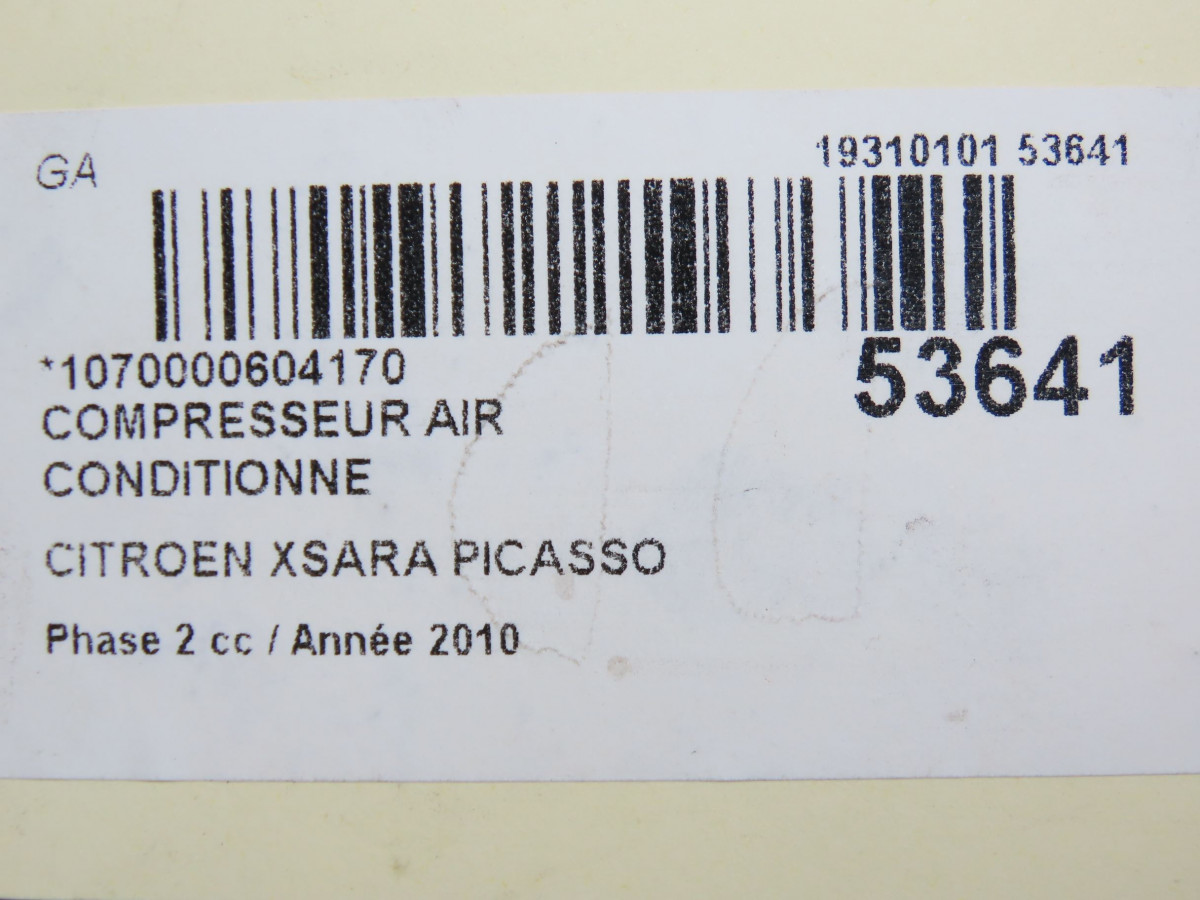 GA
19310101 53641
*1070000604170
53641
COMPRESSEUR AIR
CONDITIONNE
CITROEN XSARA PICASSO
Phase 2 cc / Année 2010